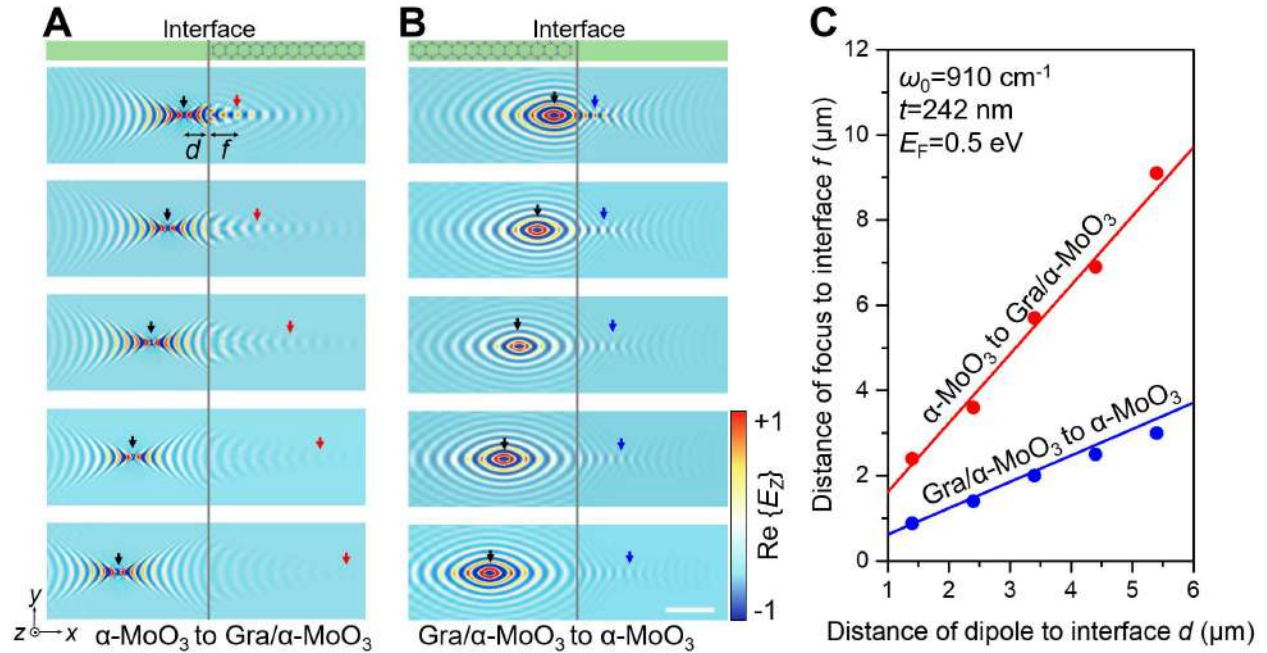 A
Interface
d
f
y
z
x
α-MoO₃ to Gra/α-MoO₃
B
Interface
+1
Re {E_Z}
-1
Gra/α-MoO₃ to α-MoO₃
C
ω₀=910 cm⁻¹
t=242 nm
E_F=0.5 eV
α-MoO₃ to Gra/α-MoO₃
Gra/α-MoO₃ to α-MoO₃
Distance of focus to interface f (μm)
12
10
8
6
4
2
0
1
2
3
4
5
6
Distance of dipole to interface d (μm)